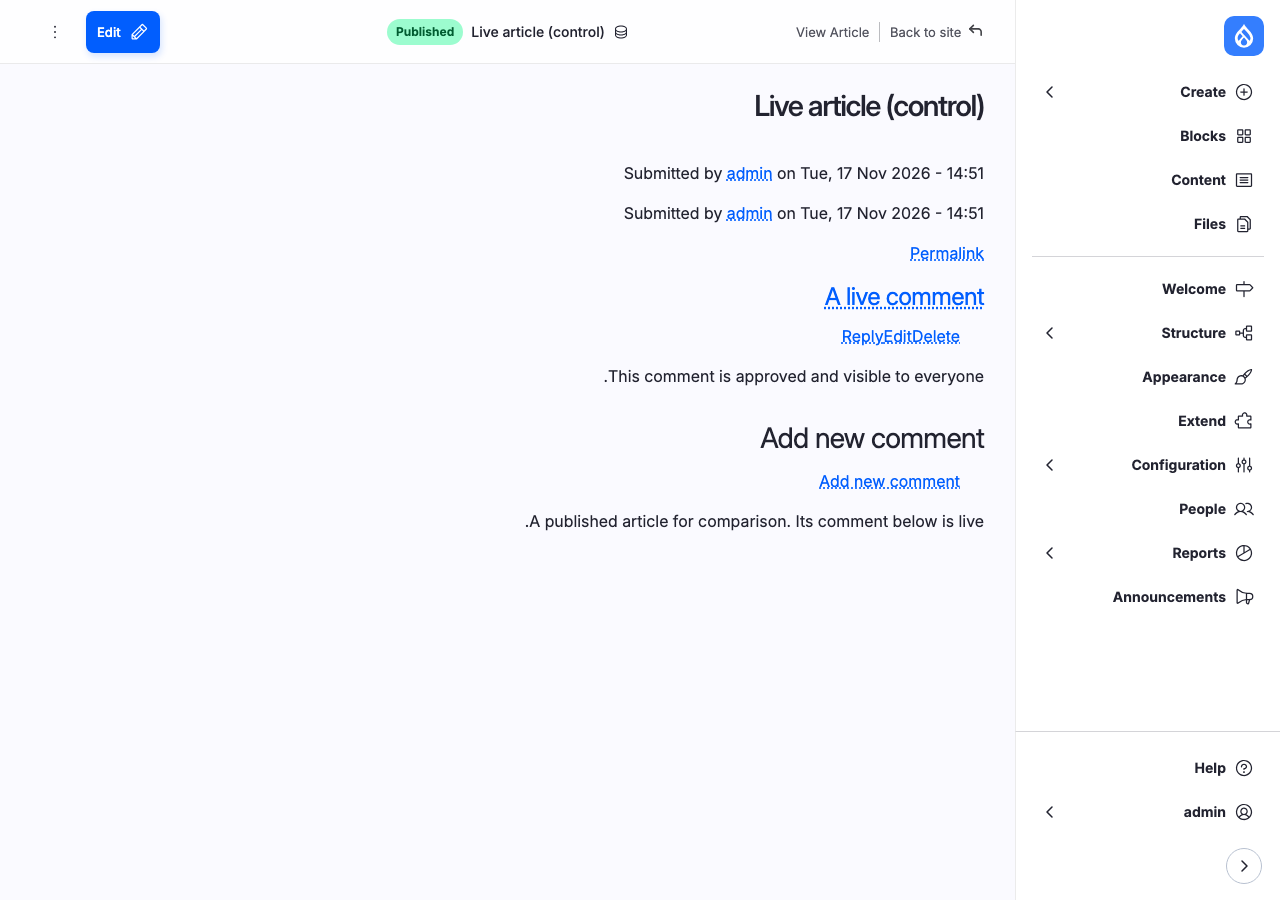 Edit
Published Live article (control)
View Article
Back to site
Live article (control)
Submitted by admin on Tue, 17 Nov 2026 - 14:51
Submitted by admin on Tue, 17 Nov 2026 - 14:51
Permalink
A live comment
ReplyEditDelete
.This comment is approved and visible to everyone
Add new comment
Add new comment
.A published article for comparison. Its comment below is live
Create
Blocks
Content
Files
Welcome
Structure
Appearance
Extend
Configuration
People
Reports
Announcements
Help
admin